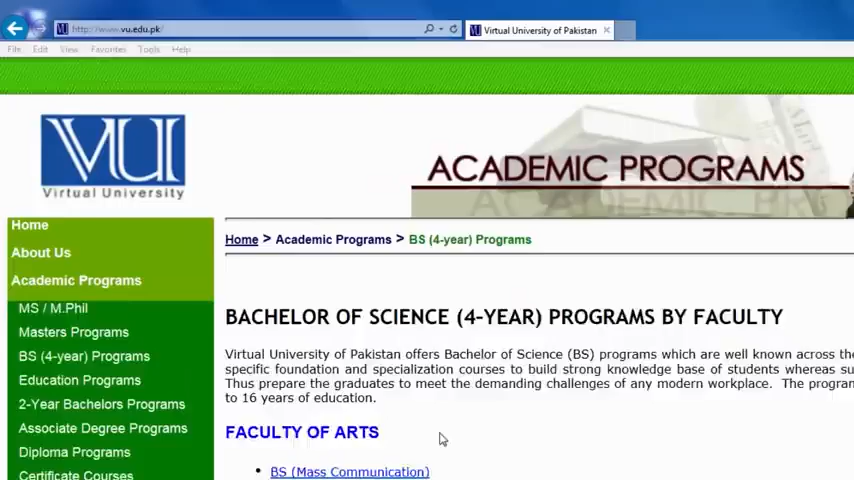 http://www.vu.edu.pk/
Virtual University of Pakistan
File Edit View Favorites Tools Help
VU
Virtual University
ACADEMIC PROGRAMS
Home
About Us
Academic Programs
MS / M.Phil
Masters Programs
BS (4-year) Programs
Education Programs
2-Year Bachelors Programs
Associate Degree Programs
Diploma Programs
Certificate Courses
Home > Academic Programs > BS (4-year) Programs
BACHELOR OF SCIENCE (4-YEAR) PROGRAMS BY FACULTY
Virtual University of Pakistan offers Bachelor of Science (BS) programs which are well known across the
specific foundation and specialization courses to build strong knowledge base of students whereas su
Thus prepare the graduates to meet the demanding challenges of any modern workplace. The program
to 16 years of education.
FACULTY OF ARTS
• BS (Mass Communication)